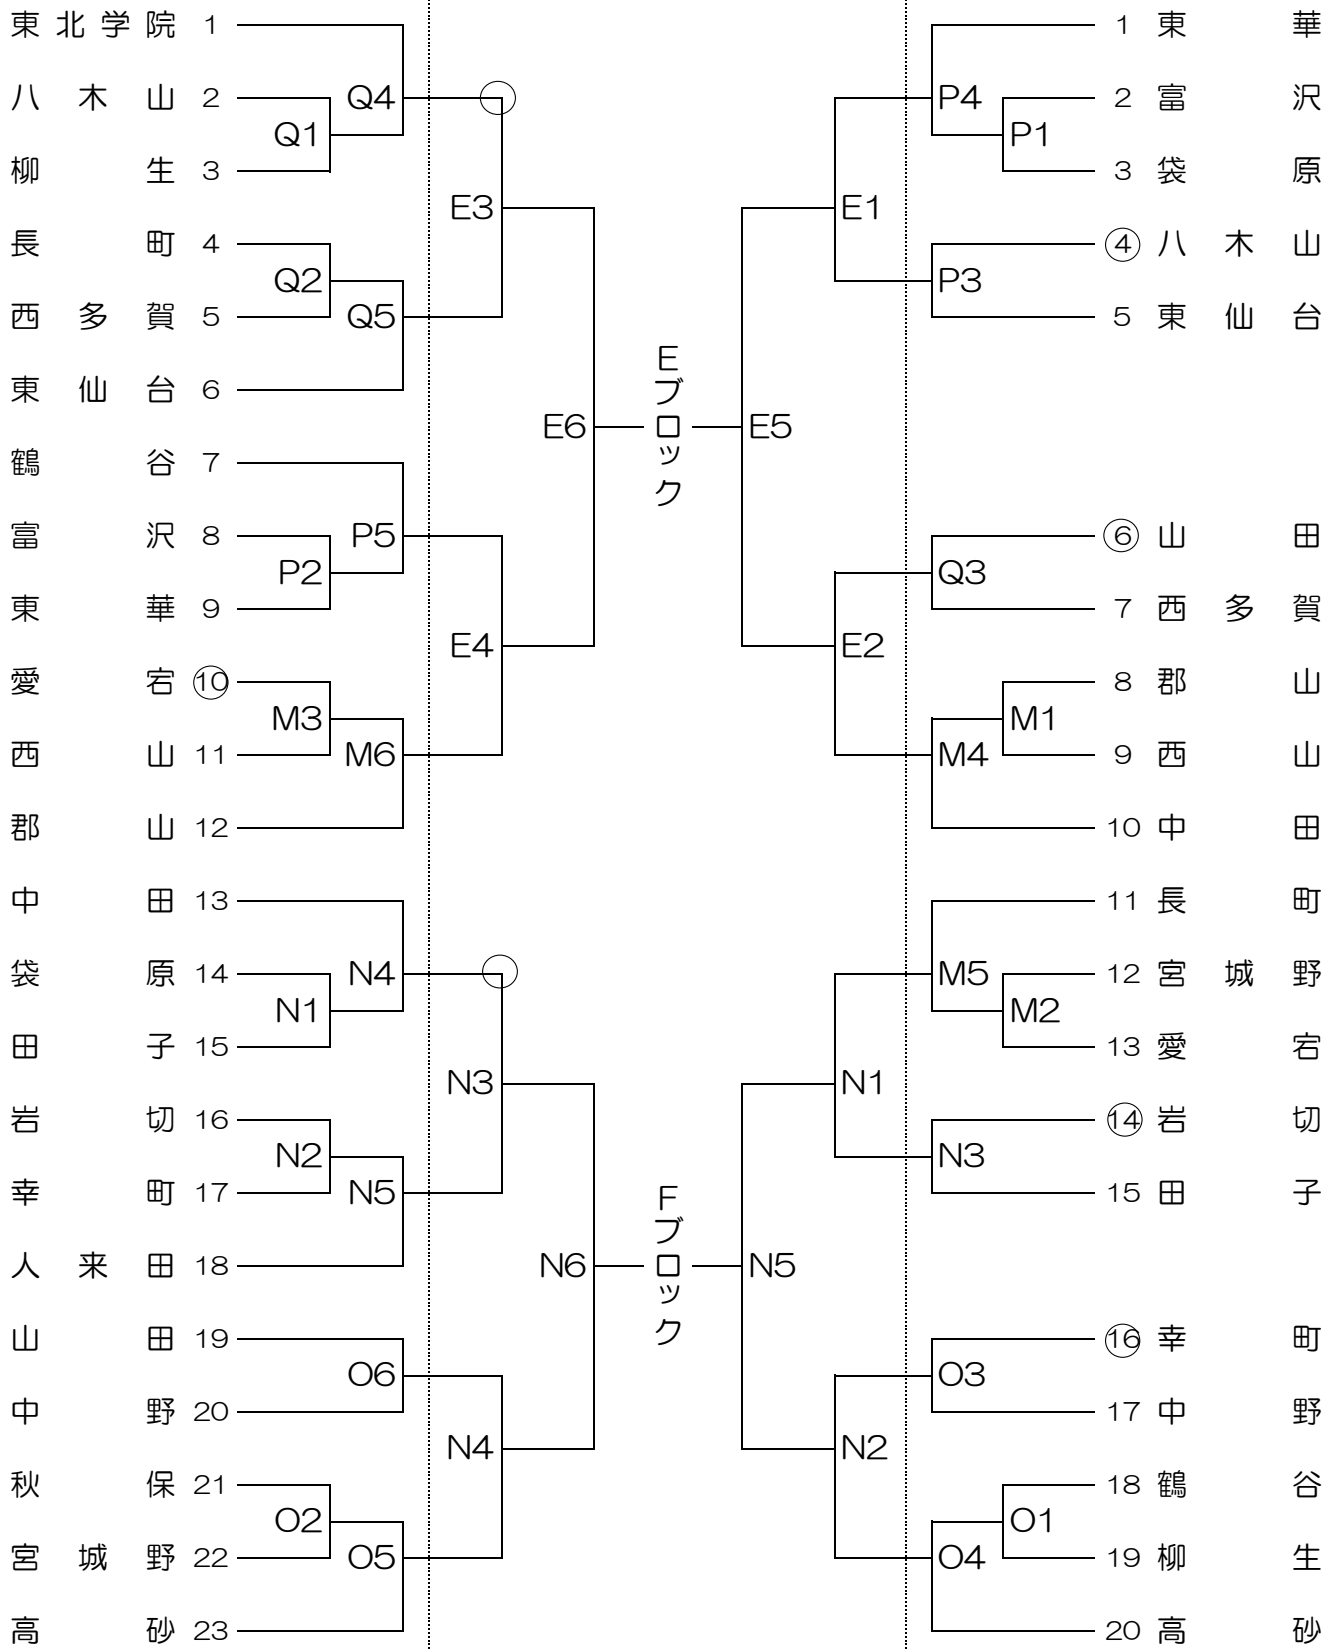 東北学院 1
八木山 2
柳生 3
長町 4
西多賀 5
東仙台 6
鶴谷 7
富沢 8
東華 9
愛宕 ⑩
西山 11
郡山 12
中田 13
袋原 14
田子 15
岩切 16
幸町 17
人来田 18
山田 19
中野 20
秋保 21
宮城野 22
高砂 23
Q4
Q1
Q2
Q5
P5
P2
M3
M6
N4
N1
N2
N5
O6
O2
O5
E3
E4
N3
N4
E6
N6
Eブロック
Fブロック
E5
N5
E1
E2
N1
N2
P4
P1
P3
Q3
M1
M4
M5
M2
N3
O3
O1
O4
1 東華
2 富沢
3 袋原
④ 八木山
5 東仙台
⑥ 山田
7 西多賀
8 郡山
9 西山
10 中田
11 長町
12 宮城野
13 愛宕
⑭ 岩切
15 田子
⑯ 幸町
17 中野
18 鶴谷
19 柳生
20 高砂